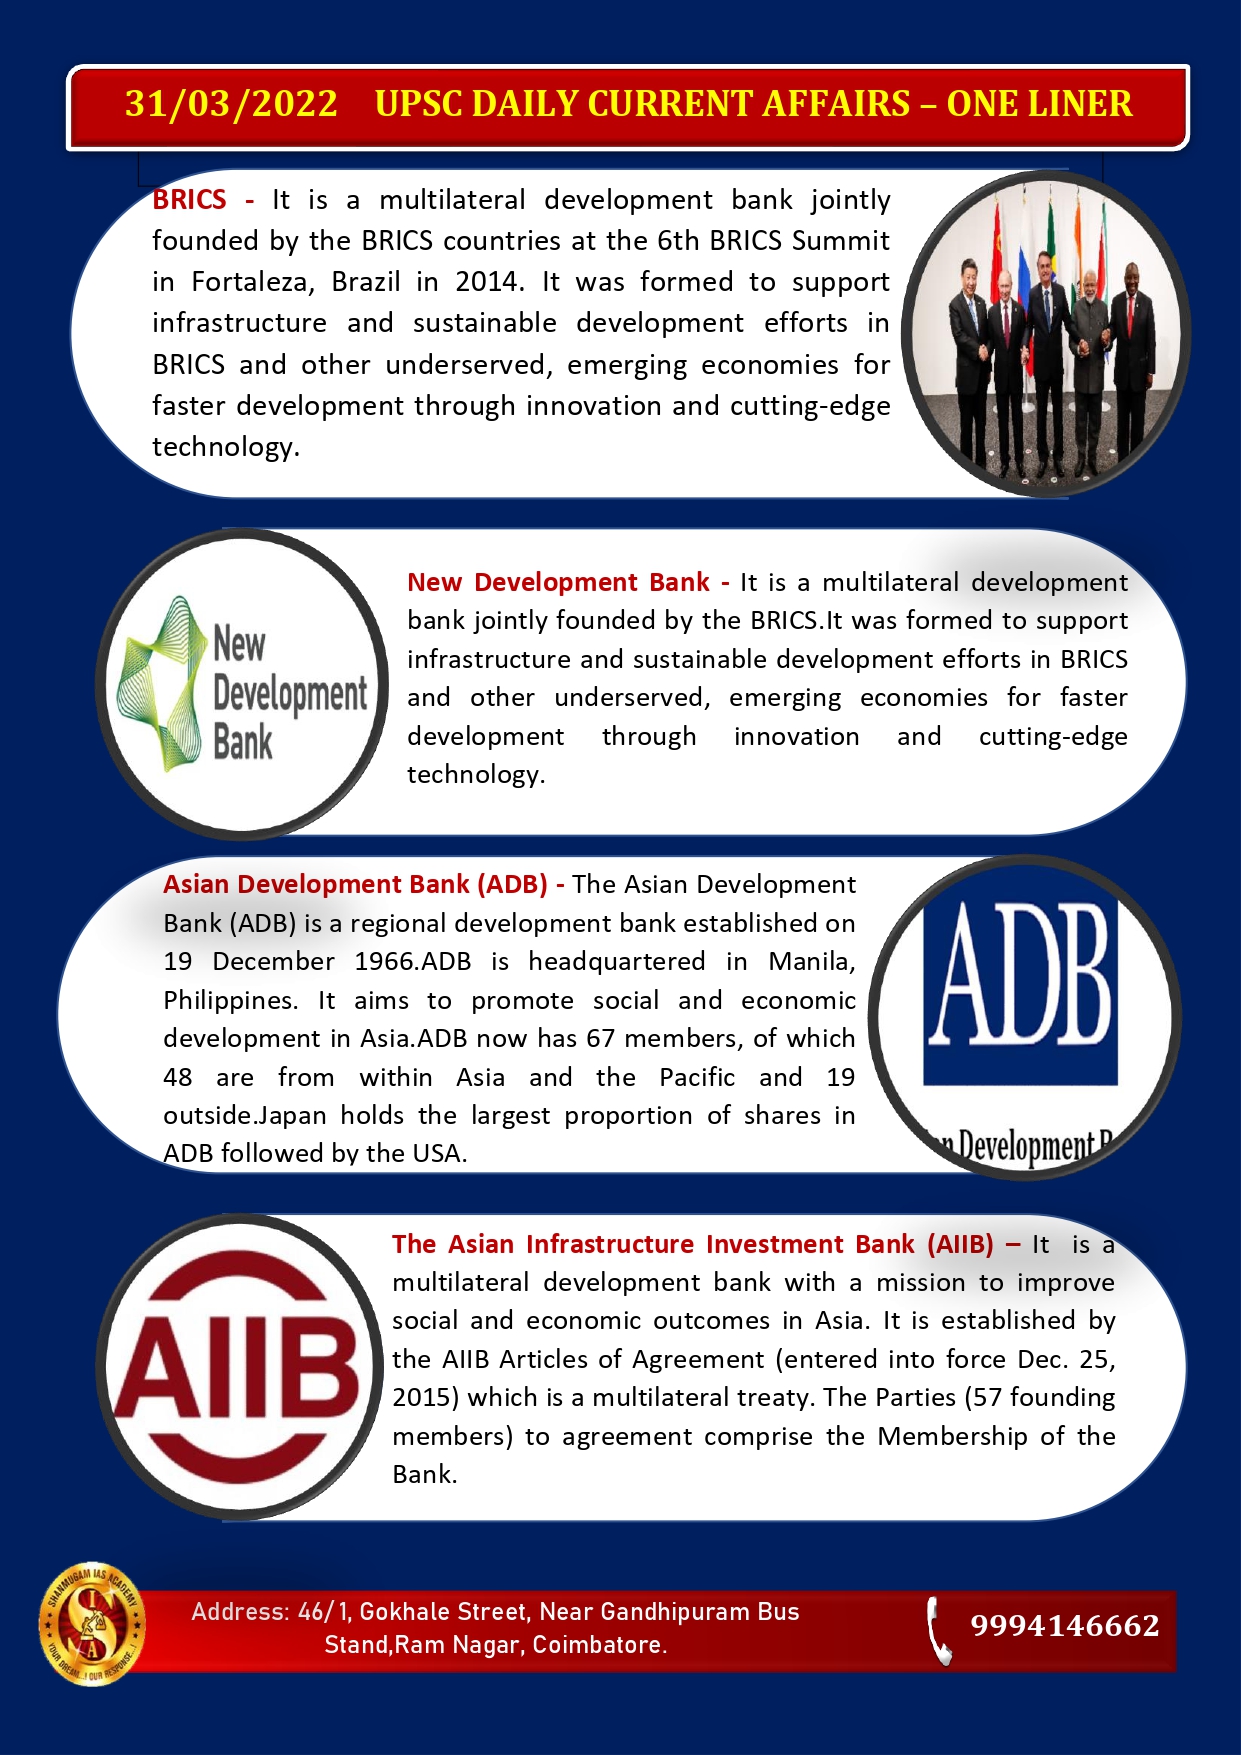 31/03/2022 UPSC DAILY CURRENT AFFAIRS – ONE LINER
BRICS - It is a multilateral development bank jointly
founded by the BRICS countries at the 6th BRICS Summit
in Fortaleza, Brazil in 2014. It was formed to support
infrastructure and sustainable development efforts in
BRICS and other underserved, emerging economies for
faster development through innovation and cutting-edge
technology.
New
Development
Bank
New Development Bank - It is a multilateral development
bank jointly founded by the BRICS.It was formed to support
infrastructure and sustainable development efforts in BRICS
and other underserved, emerging economies for faster
development through innovation and cutting-edge
technology.
Asian Development Bank (ADB) - The Asian Development
Bank (ADB) is a regional development bank established on
19 December 1966.ADB is headquartered in Manila,
Philippines. It aims to promote social and economic
development in Asia.ADB now has 67 members, of which
48 are from within Asia and the Pacific and 19
outside.Japan holds the largest proportion of shares in
ADB followed by the USA.
ADB
Development
AIIB
The Asian Infrastructure Investment Bank (AIIB) – It is a
multilateral development bank with a mission to improve
social and economic outcomes in Asia. It is established by
the AIIB Articles of Agreement (entered into force Dec. 25,
2015) which is a multilateral treaty. The Parties (57 founding
members) to agreement comprise the Membership of the
Bank.
SHANMUGAM IAS ACADEMY
SIA
YOUR DREAM...! OUR RESPONSE...!
Address: 46/1, Gokhale Street, Near Gandhipuram Bus
Stand,Ram Nagar, Coimbatore.
9994146662